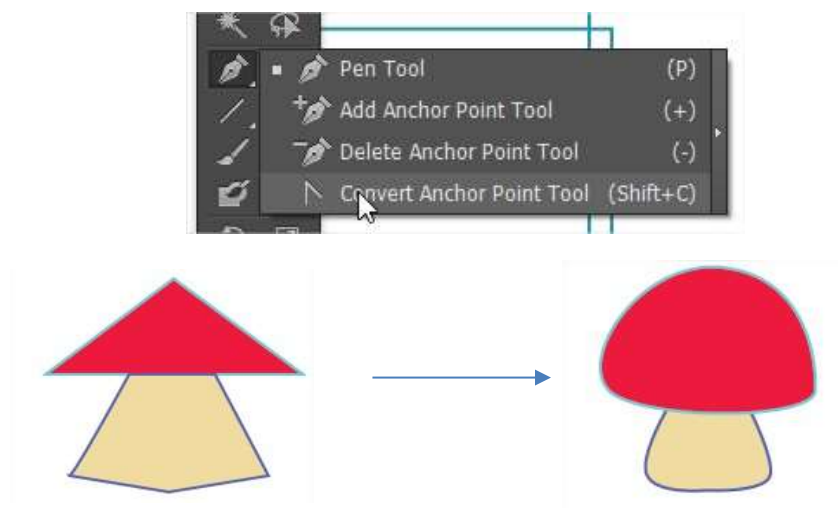 Pen Tool (P)
Add Anchor Point Tool (+)
Delete Anchor Point Tool (-)
Convert Anchor Point Tool (Shift+C)